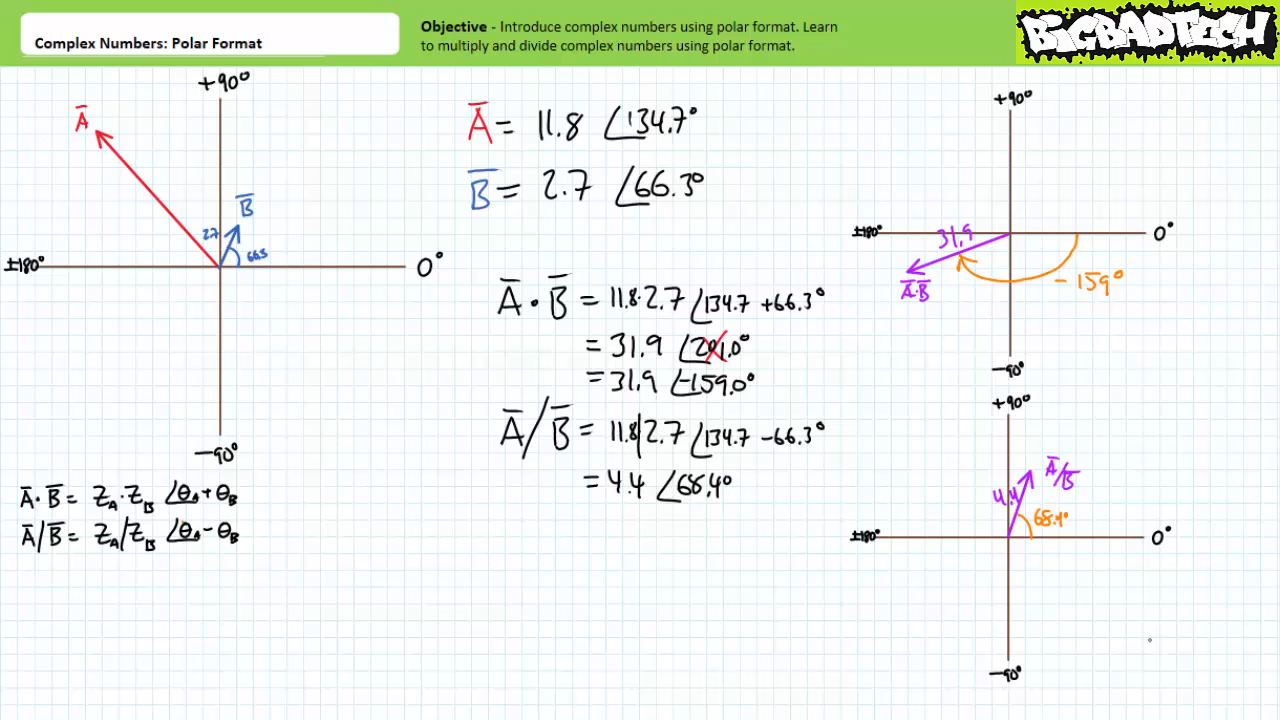 Complex Numbers: Polar Format
Objective - Introduce complex numbers using polar format. Learn
to multiply and divide complex numbers using polar format.
BIGBADTECH
+90°
A̅
B̅
2.7
66.3
±180°
0°
-90°
A̅·B̅ = Z_A·Z_B ∠θ_A+θ_B
A̅/B̅ = Z_A/Z_B ∠θ_A-θ_B
A̅ = 11.8 ∠134.7°
B̅ = 2.7 ∠66.3°
A̅·B̅ = 11.8·2.7 ∠134.7+66.3°
= 31.9 ∠201.0°
= 31.9 ∠-159.0°
A̅/B̅ = 11.8/2.7 ∠134.7-66.3°
= 4.4 ∠68.4°
+90°
±180°
31.9
0°
A̅·B̅
-159°
-90°
+90°
A̅/B̅
4.4
68.4°
±180°
0°
-90°